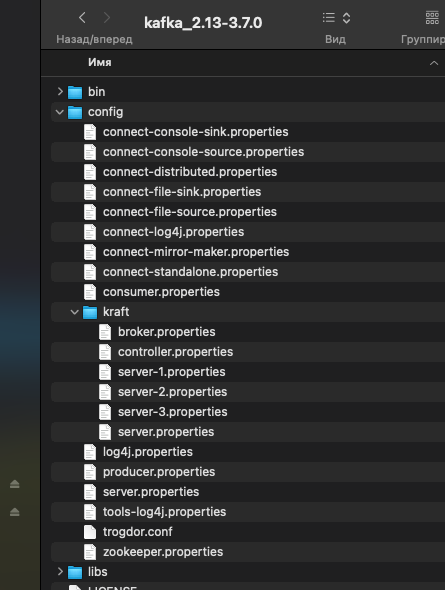 kafka_2.13-3.7.0
Назад/вперед
Вид
Группир
Имя
bin
config
connect-console-sink.properties
connect-console-source.properties
connect-distributed.properties
connect-file-sink.properties
connect-file-source.properties
connect-log4j.properties
connect-mirror-maker.properties
connect-standalone.properties
consumer.properties
kraft
broker.properties
controller.properties
server-1.properties
server-2.properties
server-3.properties
server.properties
log4j.properties
producer.properties
server.properties
tools-log4j.properties
trogdor.conf
zookeeper.properties
libs
LICENSE